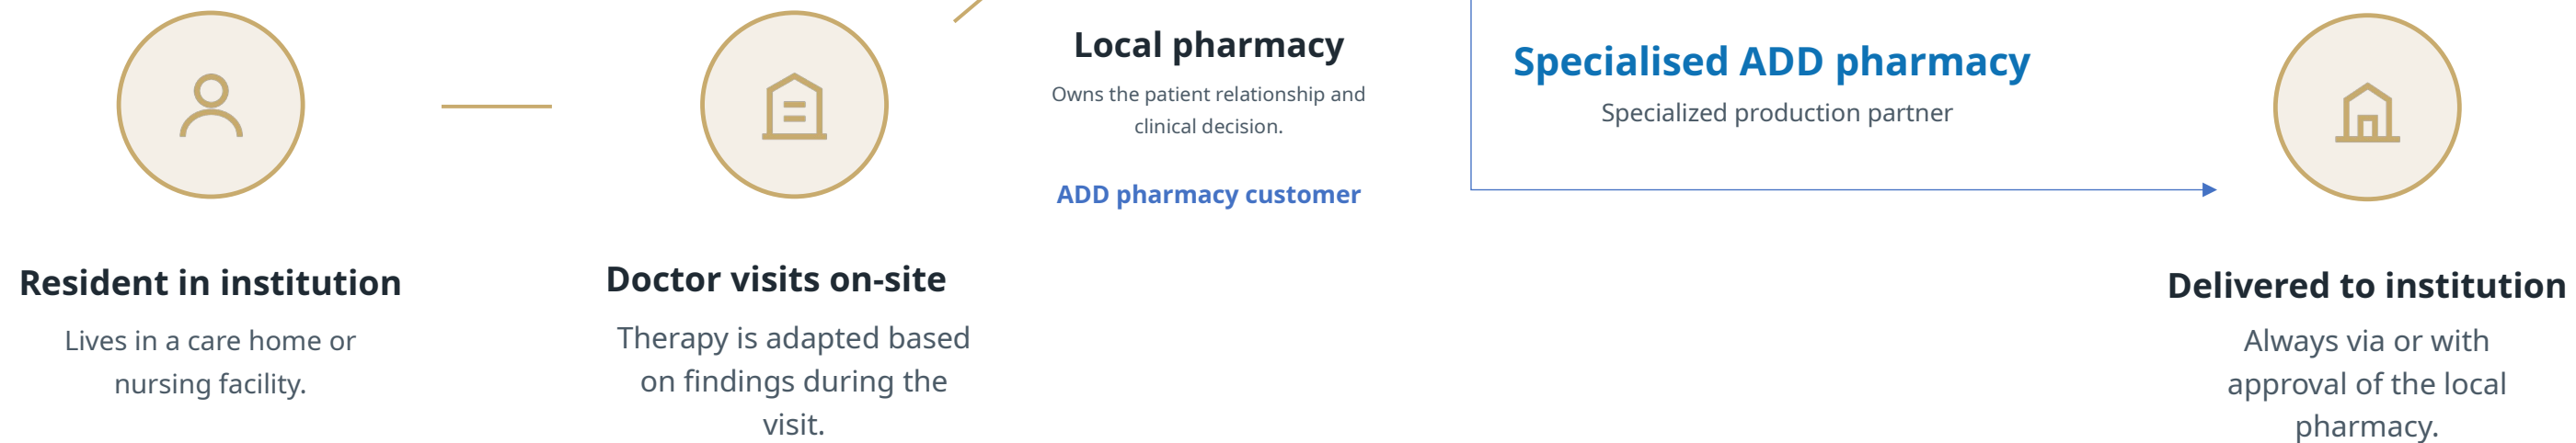 Resident in institution
Lives in a care home or
nursing facility.
Doctor visits on-site
Therapy is adapted based
on findings during the
visit.
Local pharmacy
Owns the patient relationship and
clinical decision.
ADD pharmacy customer
Specialised ADD pharmacy
Specialized production partner
Delivered to institution
Always via or with
approval of the local
pharmacy.